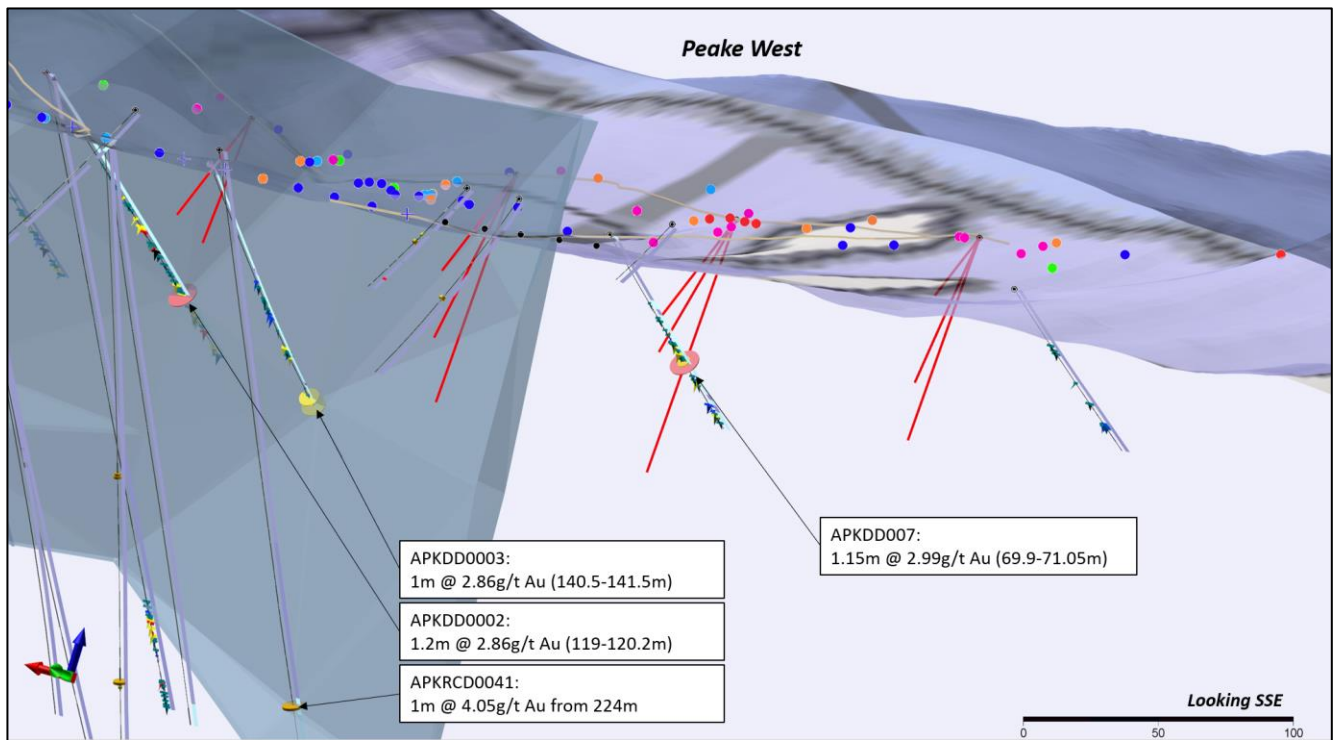 Peake West
APKDD007:
1.15m @ 2.99g/t Au (69.9-71.05m)
APKDD0003:
1m @ 2.86g/t Au (140.5-141.5m)
APKDD0002:
1.2m @ 2.86g/t Au (119-120.2m)
APKRCD0041:
1m @ 4.05g/t Au from 224m
Looking SSE
0 50 100